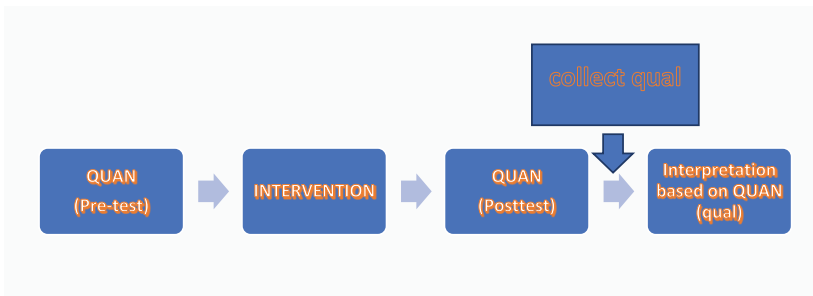 collect qual
QUAN
(Pre-test)
INTERVENTION
QUAN
(Posttest)
Interpretation
based on QUAN
(qual)